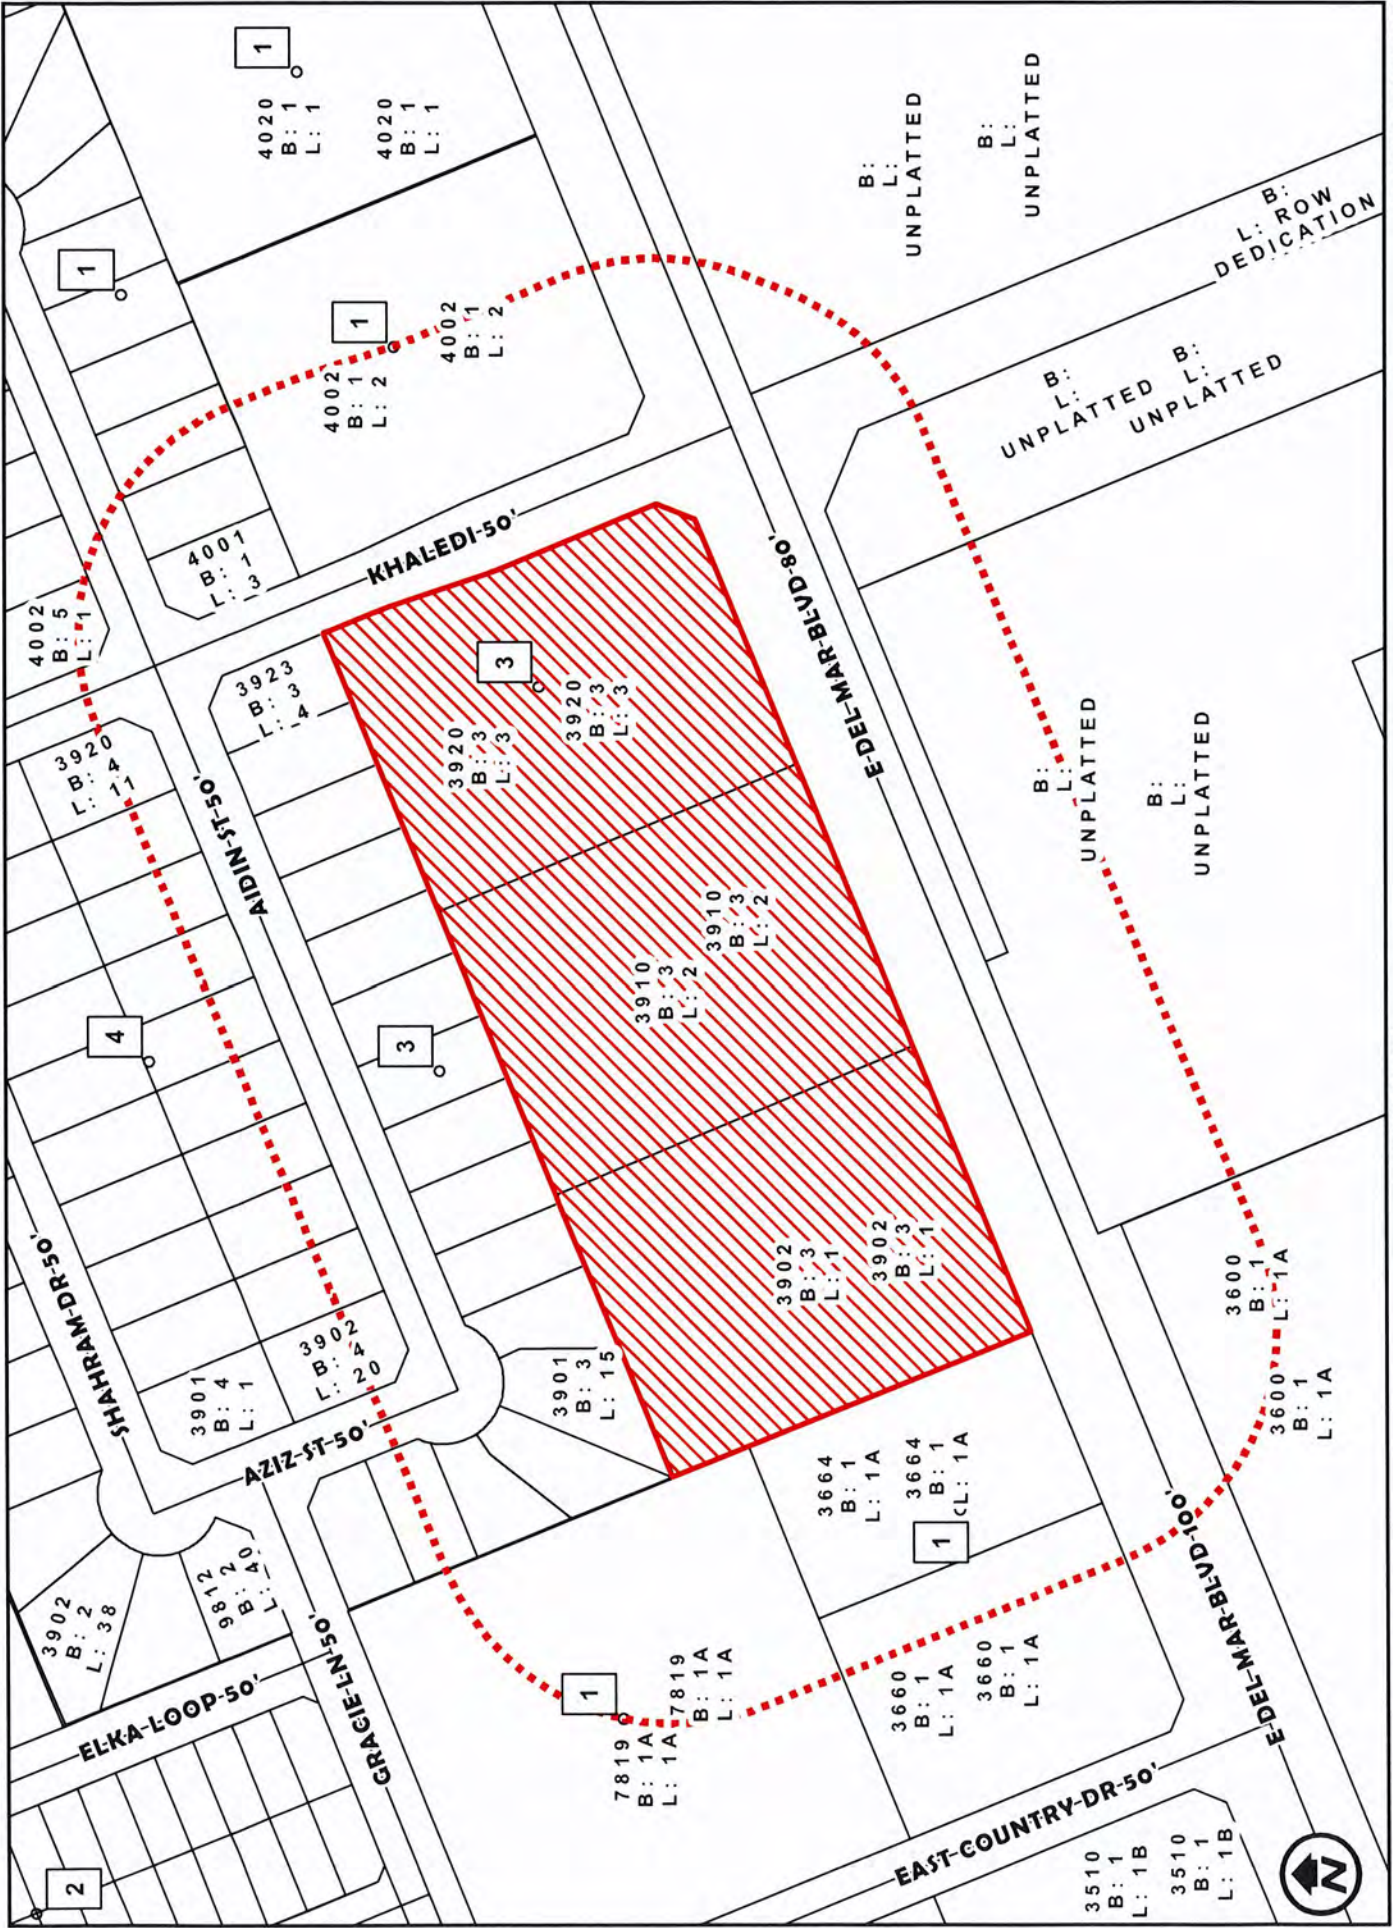 SHAHRAM-DR-50'
ELKA-LOOP-50'
GRACIE-LN-50'
AZIZ-ST-50'
AIDIN-ST-50'
KHALEDI-50'
E-DEL-MAR-BLVD-80'
E DEL-MAR-BLVD-100'
EAST-COUNTRY-DR-50'
2
3902
B: 2
L: 38
9812
B: 2
L: 40
3901
B: 4
L: 1
3902
B: 4
L: 20
4
3920
B: 4
L: 11
4002
B: 5
L: 1
1
1
4020
B: 1
L: 1
4020
B: 1
L: 1
4001
B: 1
L: 3
1
4002
B: 1
L: 2
4002
B: 1
L: 2
3923
B: 3
L: 4
3
3901
B: 3
L: 15
3
3920
B: 3
L: 3
3920
B: 3
L: 3
3910
B: 3
L: 2
3910
B: 3
L: 2
3902
B: 3
L: 1
3902
B: 3
L: 1
1
7819
B: 1A
L: 1A
7819
B: 1A
L: 1A
3664
B: 1
L: 1A
3664
B: 1
L: 1A
1
3660
B: 1
L: 1A
3660
B: 1
L: 1A
3510
B: 1
L: 1B
3510
B: 1
L: 1B
3600
B: 1
L: 1A
3600
B: 1
L: 1A
B:
L:
UNPLATTED
B:
L:
UNPLATTED
B:
L:
UNPLATTED
B:
L:
UNPLATTED
B:
L:
UNPLATTED
B:
L:
UNPLATTED
B:
L: ROW
DEDICATION
N